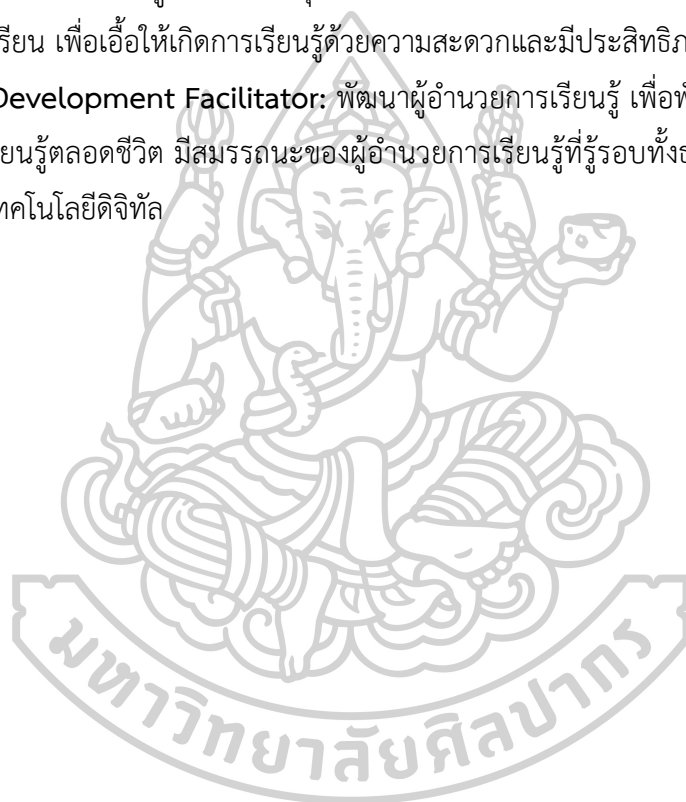 เรียน เพื่อเอื้อให้เกิดการเรียนรู้ด้วยความสะดวกและมีประสิทธิภ
Development Facilitator: พัฒนาผู้อำนวยการเรียนรู้ เพื่อพั
ยนรู้ตลอดชีวิต มีสมรรถนะของผู้อำนวยการเรียนรู้ที่รู้รอบทั้ง
ทคโนโลยีดิจิทัล
มหาวิทยาลัยศิลปากร